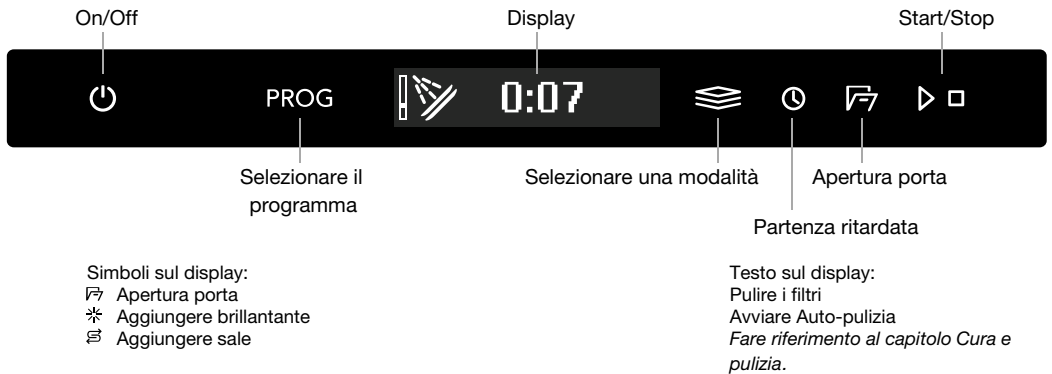 On/Off
Display
Start/Stop
PROG
0:07
Selezionare il
programma
Selezionare una modalità
Apertura porta
Partenza ritardata
Simboli sul display:
Apertura porta
Aggiungere brillantante
Aggiungere sale
Testo sul display:
Pulire i filtri
Avviare Auto-pulizia
Fare riferimento al capitolo Cura e
pulizia.